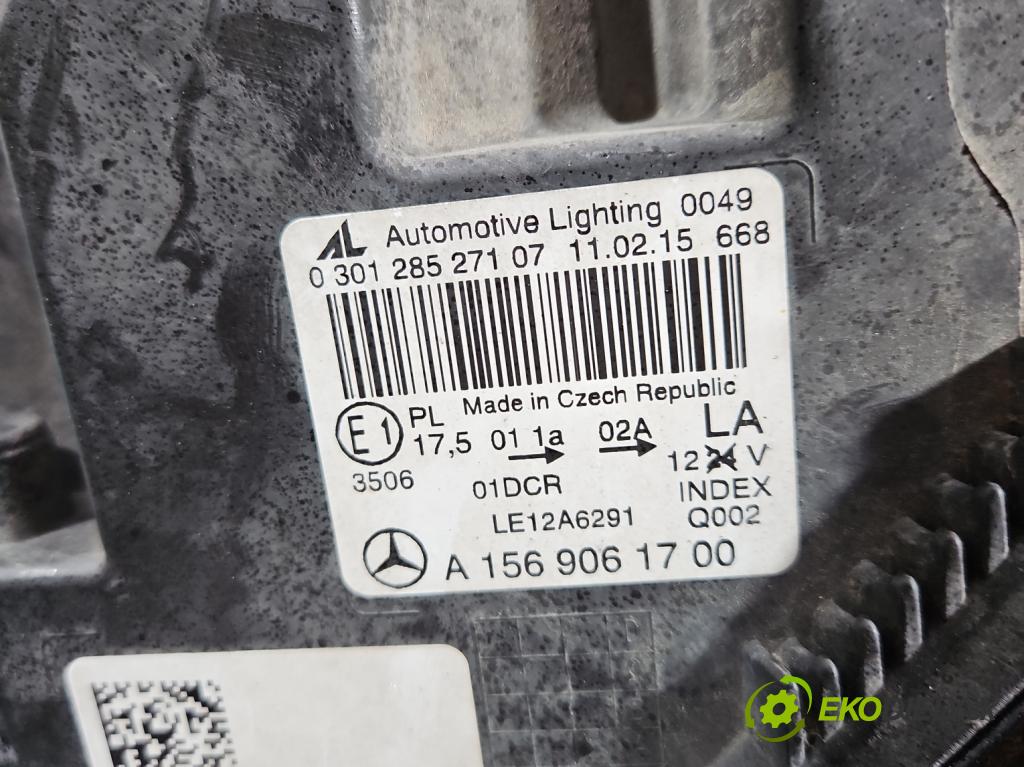 AL Automotive Lighting 0049
0 301 285 271 07 11.02.15 668
Made in Czech Republic
E1 PL 17,5 01 1a 02A LA
3506 01DCR 12 24 V
INDEX
LE12A6291 Q002
A 156 906 17 00
EKO